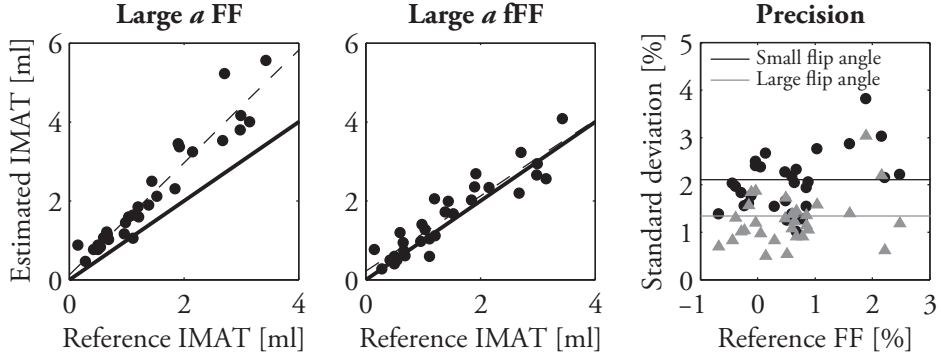 Large a FF
Large a fFF
Precision
Estimated IMAT [ml]
6
4
2
0
0
2
4
Reference IMAT [ml]
6
4
2
0
0
2
4
Reference IMAT [ml]
Standard deviation [%]
5
4
3
2
1
0
Small flip angle
Large flip angle
−1
0
1
2
3
Reference FF [%]